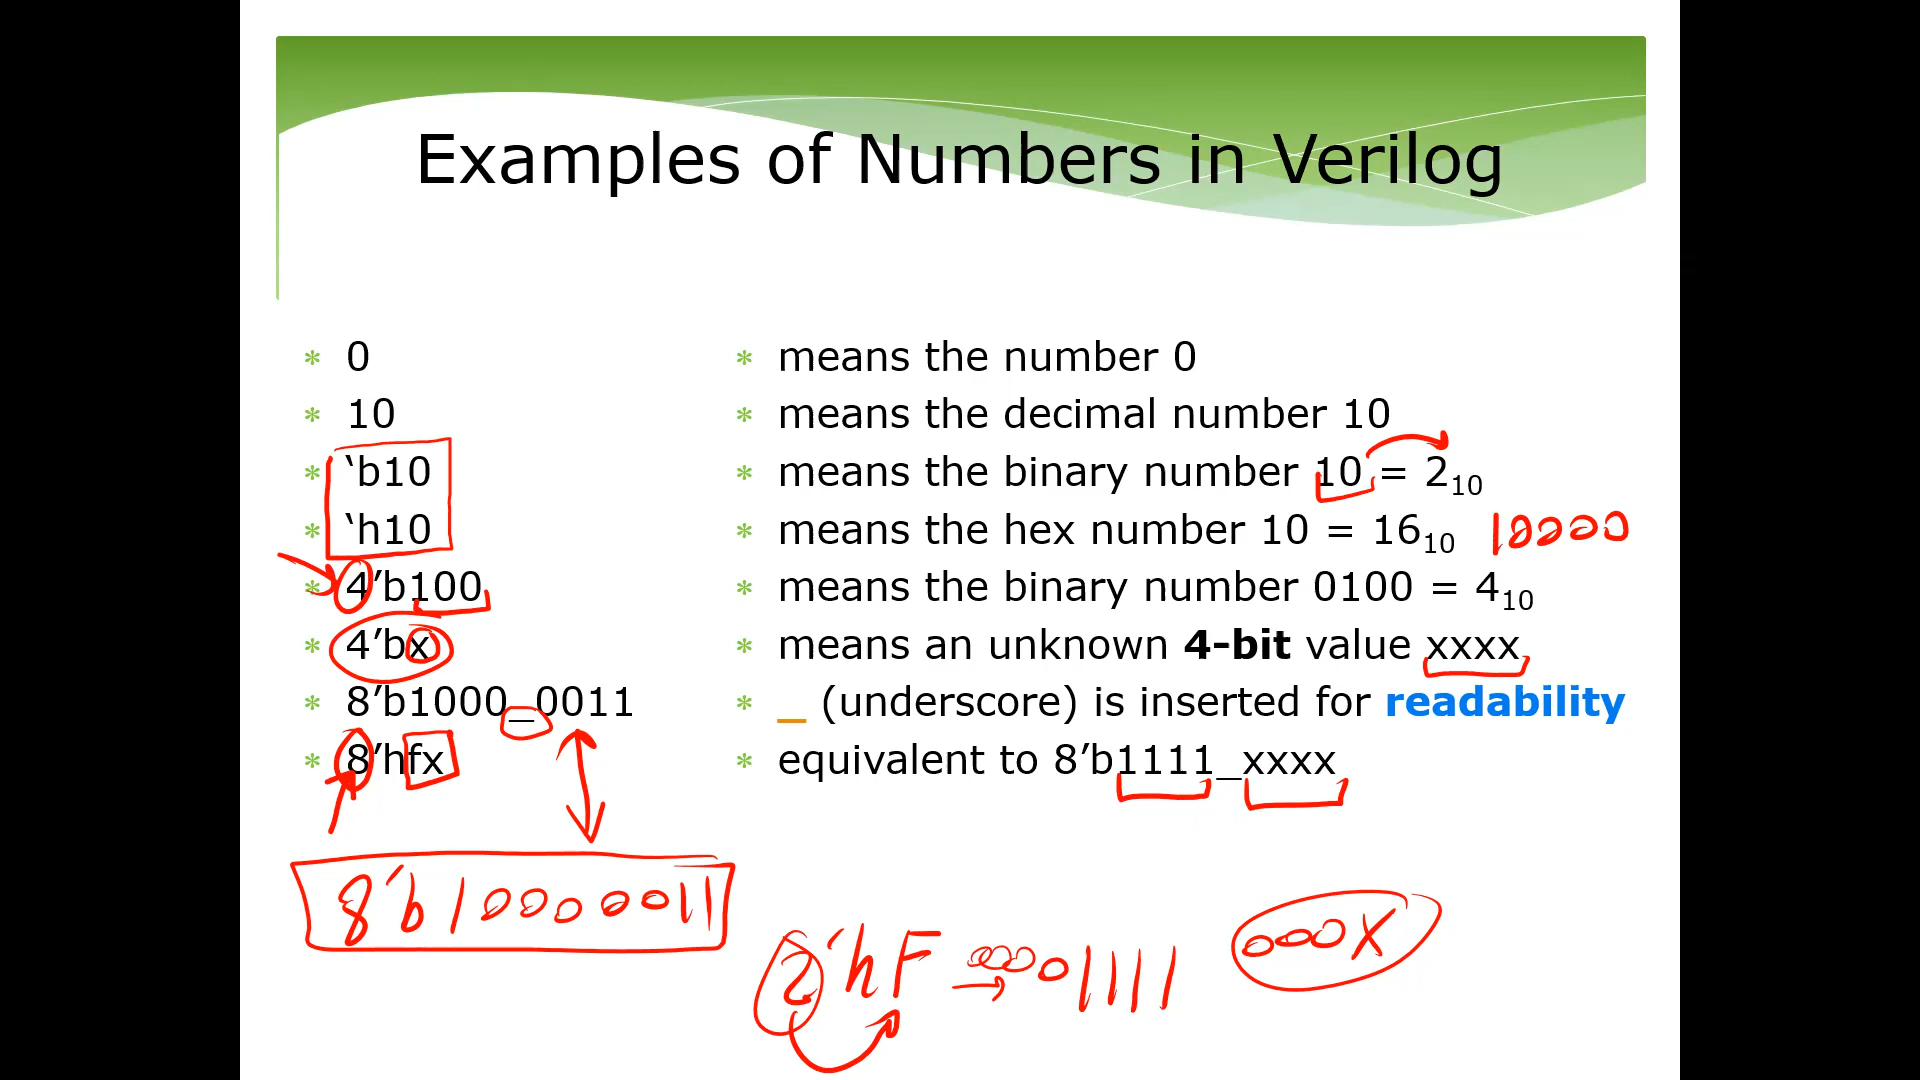 Examples of Numbers in Verilog
* 0
* 10
* ‘b10
* ‘h10
* 4’b100
* 4’bx
* 8’b1000_0011
* 8’hfx
* means the number 0
* means the decimal number 10
* means the binary number 10 = 2₁₀
* means the hex number 10 = 16₁₀ 10000
* means the binary number 0100 = 4₁₀
* means an unknown 4-bit value xxxx
* _ (underscore) is inserted for readability
* equivalent to 8’b1111_xxxx
8'b10000011
2'hF → 00001111
000X